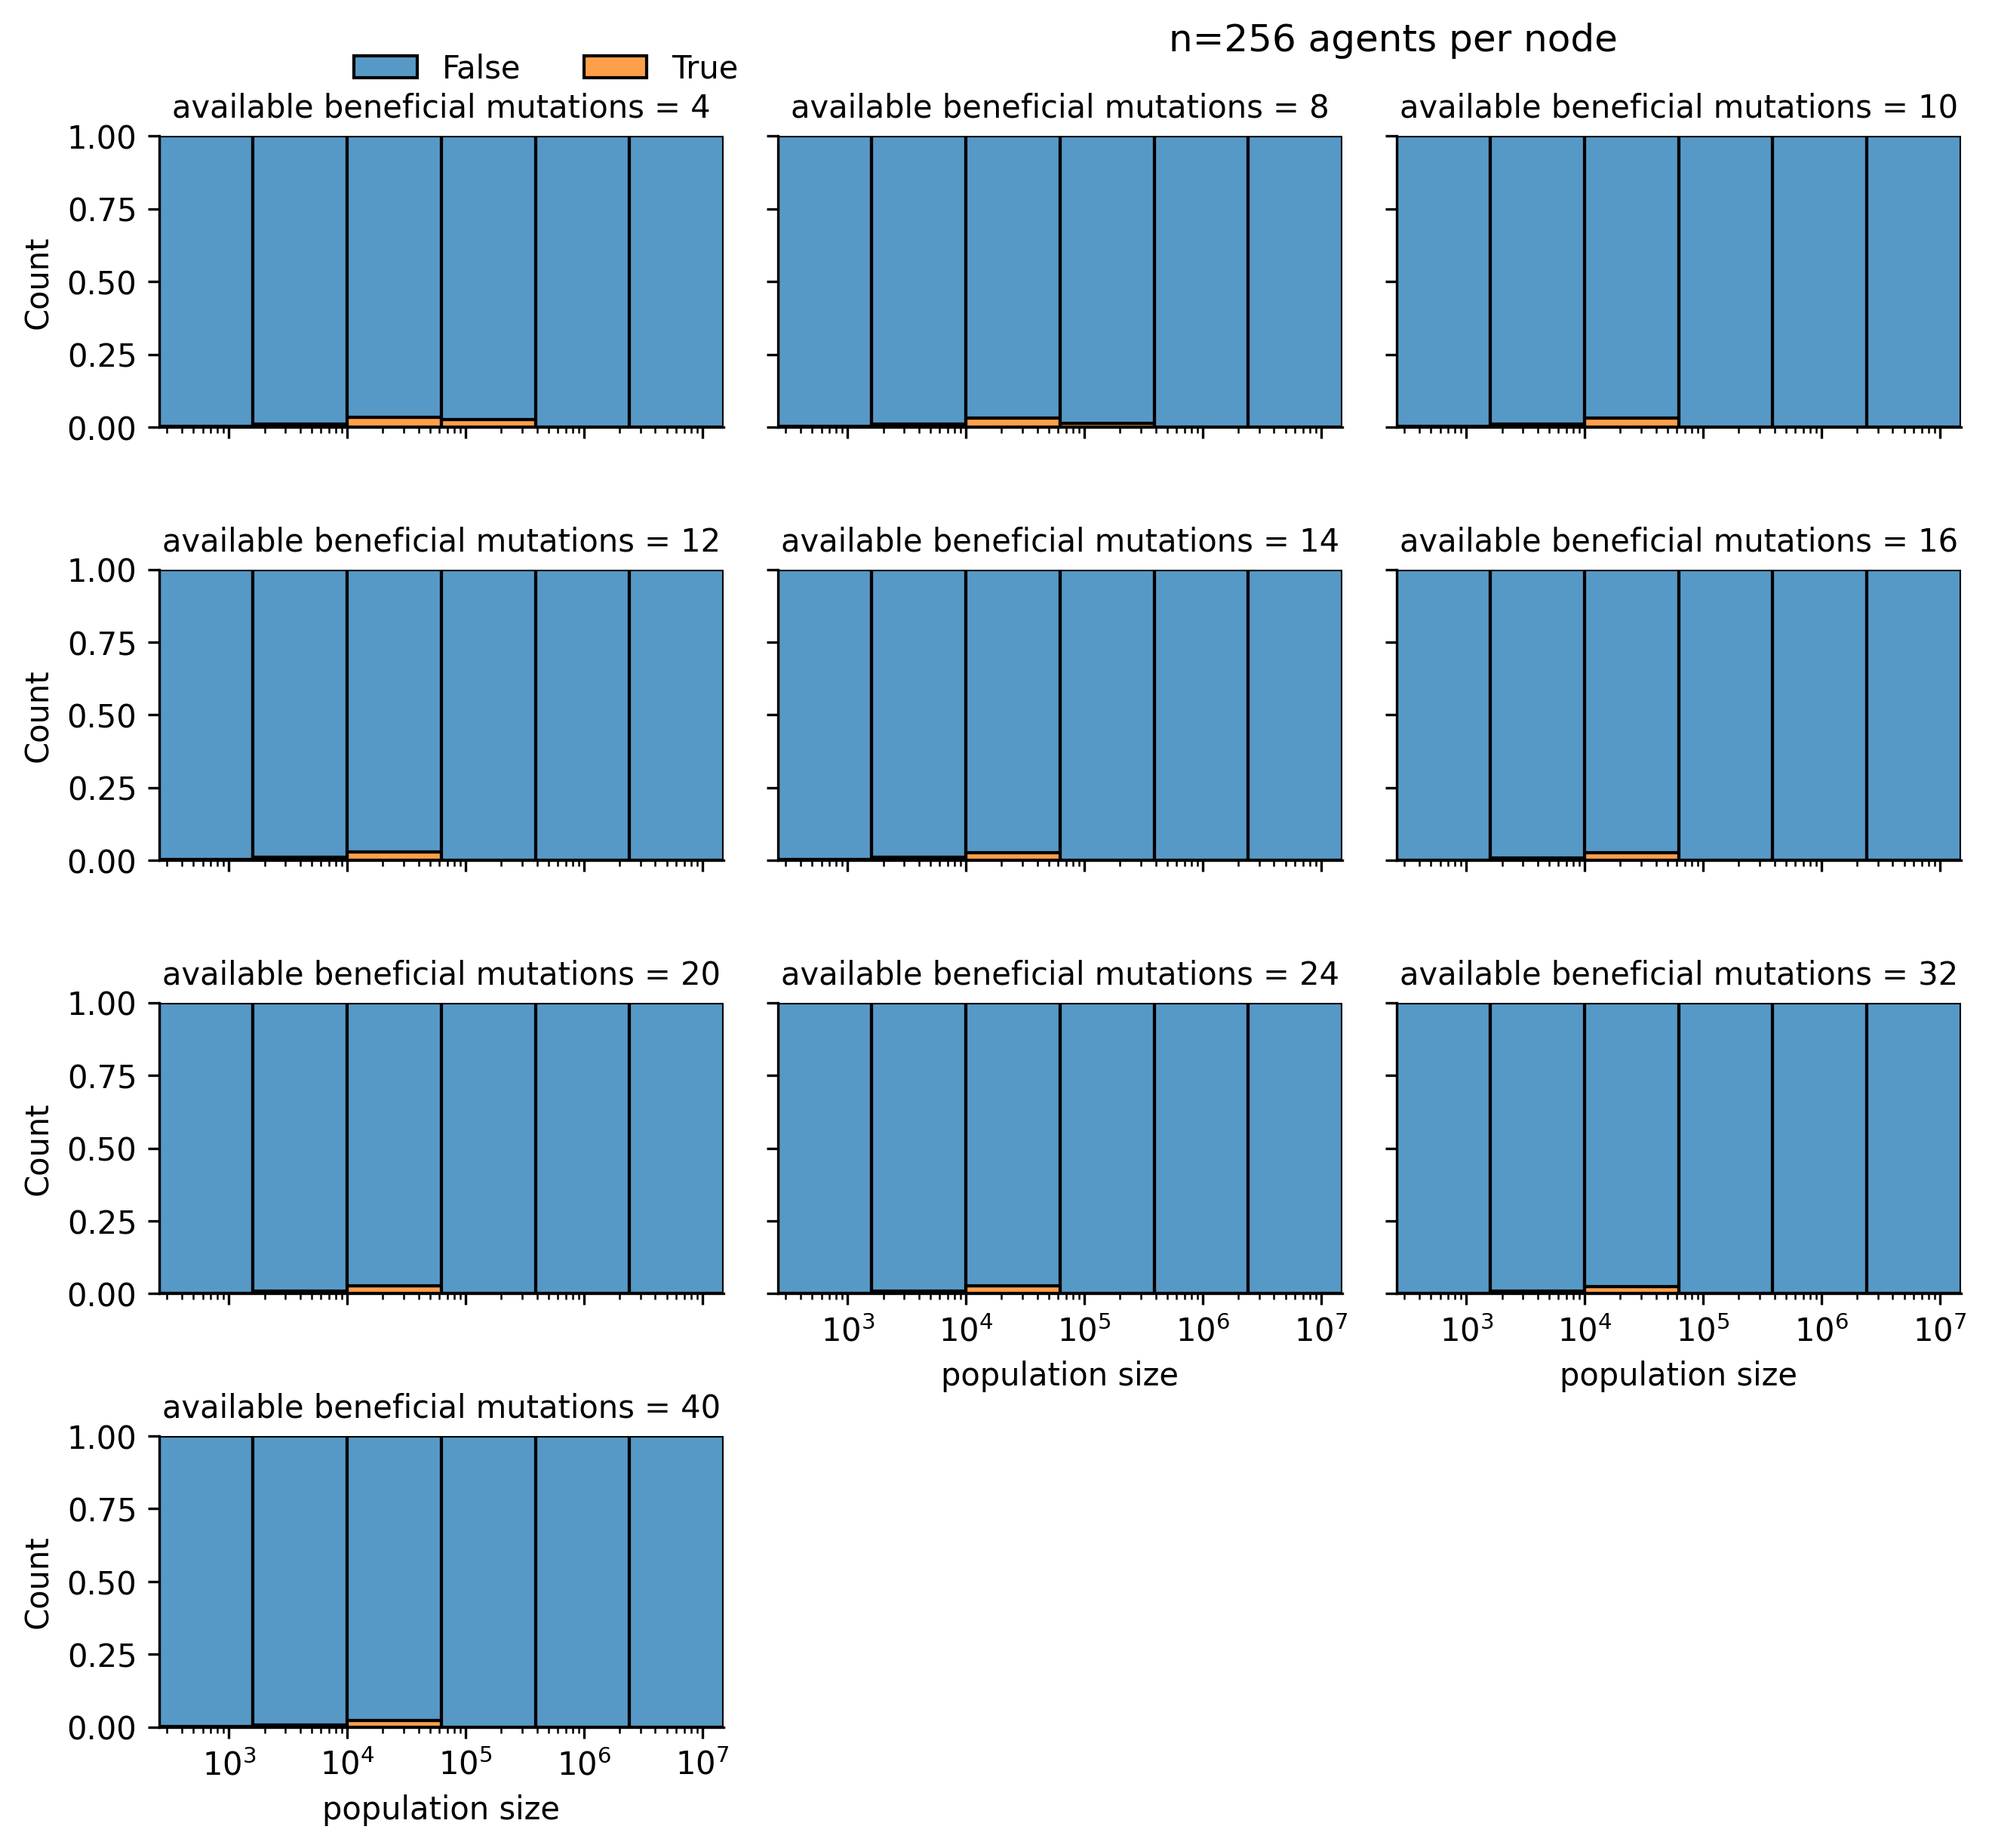 n=256 agents per node
False True
available beneficial mutations = 4 available beneficial mutations = 8 available beneficial mutations = 10
1.00
0.75
0.50
0.25
0.00
Count
available beneficial mutations = 12 available beneficial mutations = 14 available beneficial mutations = 16
1.00
0.75
0.50
0.25
0.00
Count
available beneficial mutations = 20 available beneficial mutations = 24 available beneficial mutations = 32
1.00
0.75
0.50
0.25
0.00
Count
10³ 10⁴ 10⁵ 10⁶ 10⁷ 10³ 10⁴ 10⁵ 10⁶ 10⁷
population size population size
available beneficial mutations = 40
1.00
0.75
0.50
0.25
0.00
Count
10³ 10⁴ 10⁵ 10⁶ 10⁷
population size